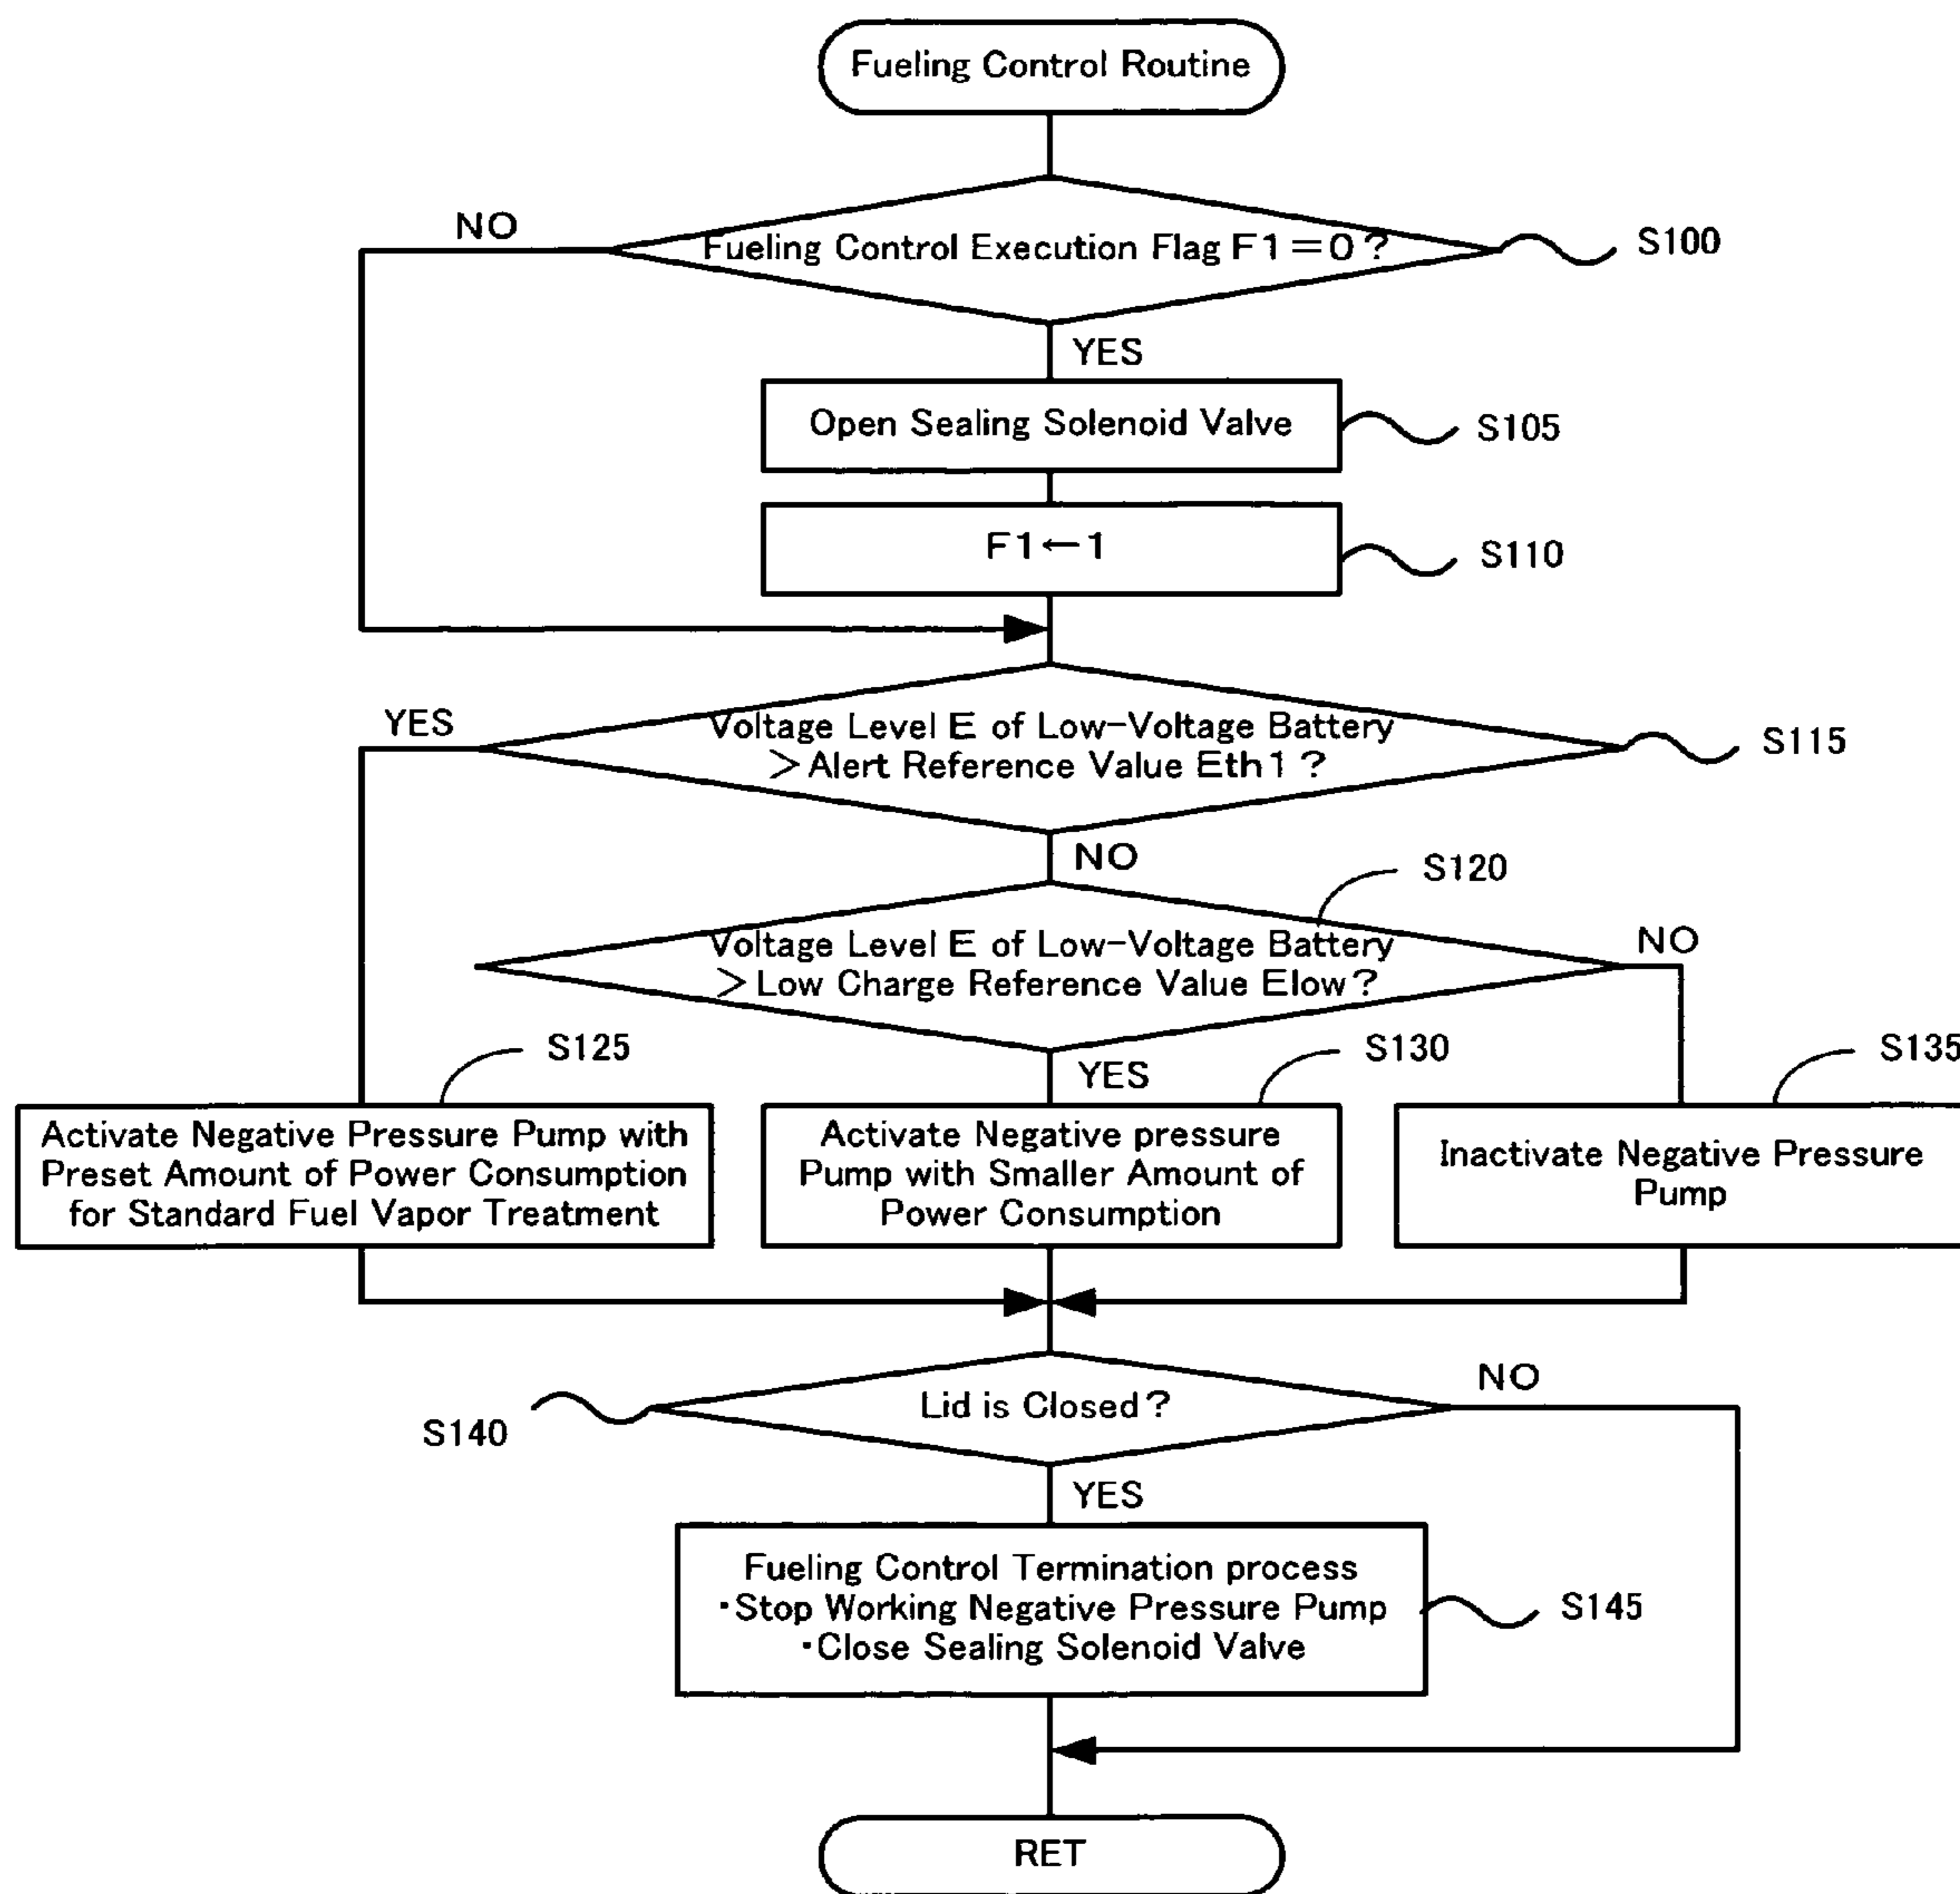 Fueling Control Routine
NO
Fueling Control Execution Flag F1=0?
S100
YES
Open Sealing Solenoid Valve
S105
F1←1
S110
YES
Voltage Level E of Low-Voltage Battery
>Alert Reference Value Eth1?
S115
NO
S120
Voltage Level E of Low-Voltage Battery
>Low Charge Reference Value Elow?
NO
S125
YES
S130
S135
Activate Negative Pressure Pump with
Preset Amount of Power Consumption
for Standard Fuel Vapor Treatment
Activate Negative pressure
Pump with Smaller Amount of
Power Consumption
Inactivate Negative Pressure
Pump
Lid is Closed?
NO
S140
YES
Fueling Control Termination process
・Stop Working Negative Pressure Pump
・Close Sealing Solenoid Valve
S145
RET